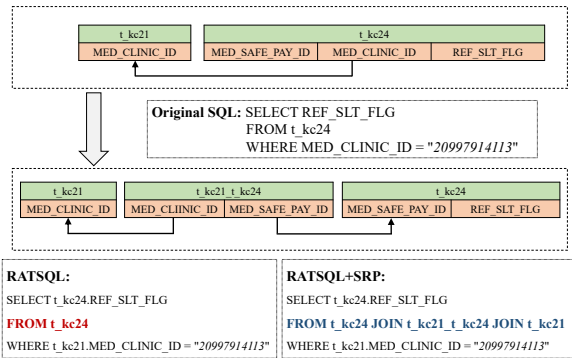 t_kc21 t_kc24
MED_CLINIC_ID MED_SAFE_PAY_ID MED_CLINIC_ID REF_SLT_FLG
Original SQL: SELECT REF_SLT_FLG
FROM t_kc24
WHERE MED_CLINIC_ID = "20997914113"
t_kc21 t_kc21_t_kc24 t_kc24
MED_CLINIC_ID MED_CLIINIC_ID MED_SAFE_PAY_ID MED_SAFE_PAY_ID REF_SLT_FLG
RATSQL:
SELECT t_kc24.REF_SLT_FLG
FROM t_kc24
WHERE t_kc21.MED_CLINIC_ID = "20997914113"
RATSQL+SRP:
SELECT t_kc24.REF_SLT_FLG
FROM t_kc24 JOIN t_kc21_t_kc24 JOIN t_kc21
WHERE t_kc21.MED_CLINIC_ID = "20997914113"